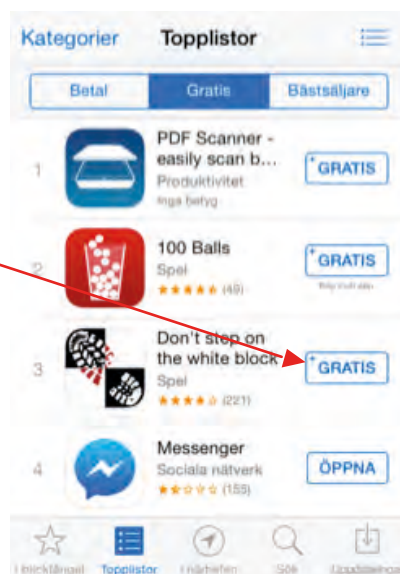 Kategorier Topplistor
Betal Gratis Bästsäljare
1
PDF Scanner -
easily scan b...
Produktivitet
Inga betyg
+ GRATIS
2
100 Balls
Spel
(49)
+ GRATIS
3
Don't step on
the white block
Spel
(221)
+ GRATIS
4
Messenger
Sociala nätverk
(155)
ÖPPNA
Topplistor I närheten Sök